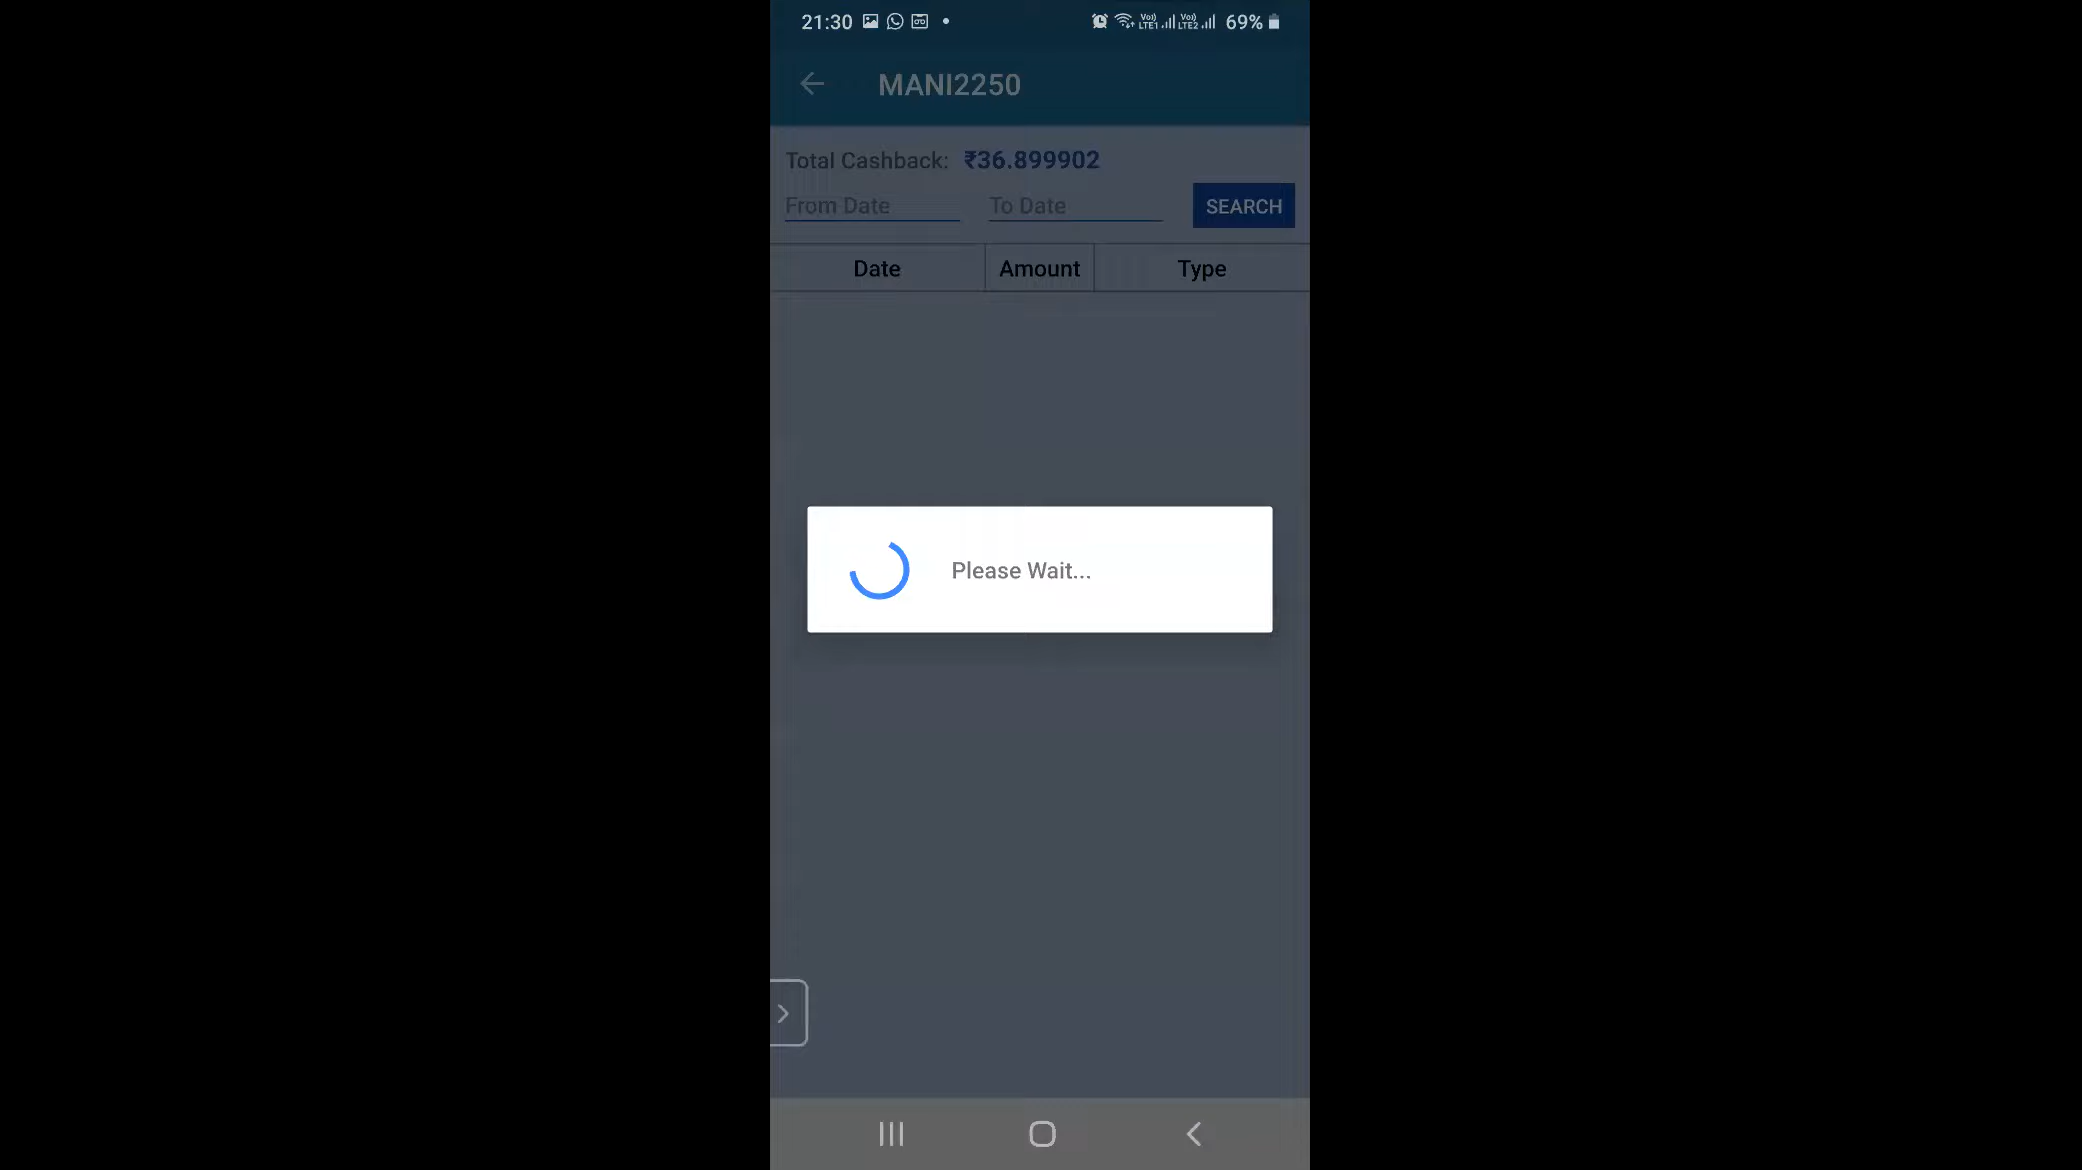 21:30 69%
MANI2250
Total Cashback: ₹36.899902
From Date To Date SEARCH
Date Amount Type
Please Wait...